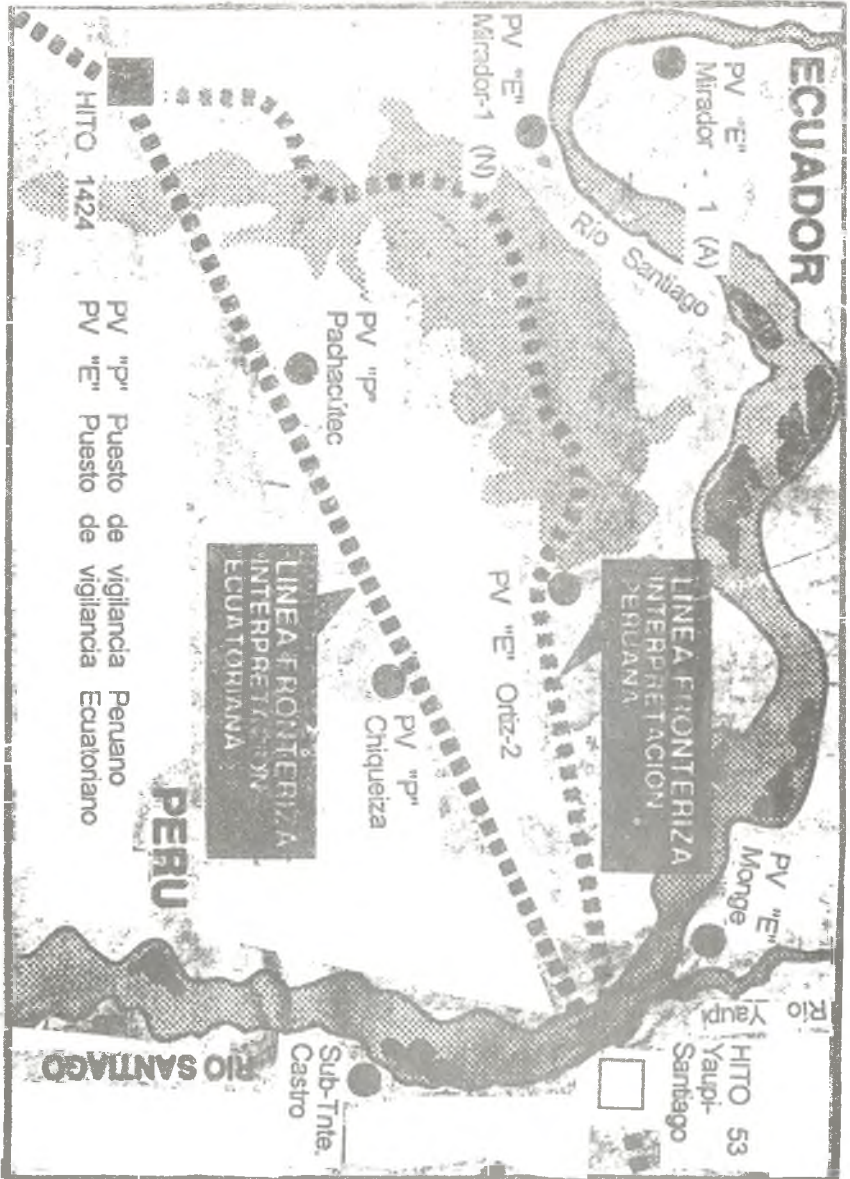 ECUADOR
PV "E"
Mirador - 1 (A)
PV "E"
Mirador-1 (N)
Río Santiago
HITO 1424
PV "P"
Pachacútec
LINEA FRONTERIZA
INTERPRETACIÓN
PERUANA
PV "E" Ortiz-2
LINEA FRONTERIZA
INTERPRETACIÓN
ECUATORIANA
PV "P"
Chiqueiza
PV "E"
Monge
Río Yaupi
HITO 53
Yaupi-
Santiago
PERU
RIO SANTIAGO
Sub-Tnte.
Castro
PV "P" Puesto de vigilancia Peruano
PV "E" Puesto de vigilancia Ecuatoriano